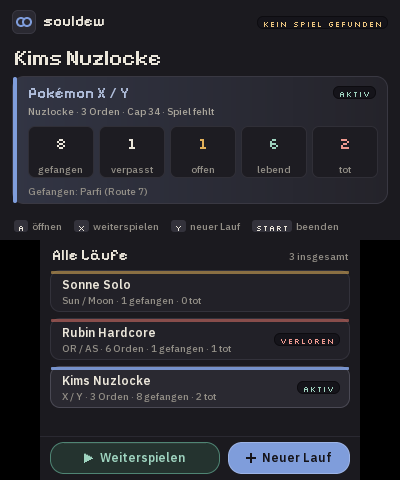 souldew
KEIN SPIEL GEFUNDEN
Kims Nuzlocke
Pokémon X / Y
AKTIV
Nuzlocke · 3 Orden · Cap 34 · Spiel fehlt
8 1 1 6 2
gefangen verpasst offen lebend tot
Gefangen: Parfi (Route 7)
A öffnen X weiterspielen Y neuer Lauf START beenden
Alle Läufe
3 insgesamt
Sonne Solo
Sun / Moon · 1 gefangen · 0 tot
Rubin Hardcore
OR / AS · 6 Orden · 1 gefangen · 1 tot
VERLOREN
Kims Nuzlocke
X / Y · 3 Orden · 8 gefangen · 2 tot
AKTIV
Weiterspielen
Neuer Lauf